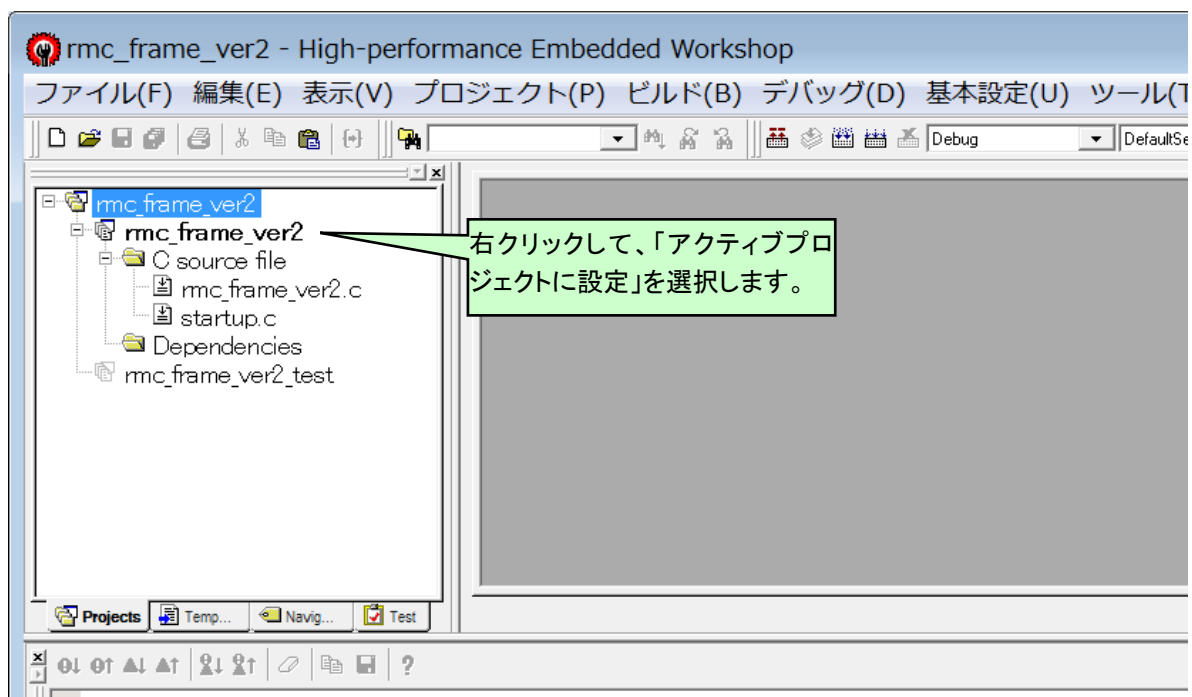 rmc_frame_ver2 - High-performance Embedded Workshop
ファイル(F) 編集(E) 表示(V) プロジェクト(P) ビルド(B) デバッグ(D) 基本設定(U) ツール(T
Debug DefaultSe
rmc_frame_ver2
rmc_frame_ver2
C source file
rmc_frame_ver2.c
startup.c
Dependencies
rmc_frame_ver2_test
右クリックして、「アクティブプロ
ジェクトに設定」を選択します。
Projects Temp... Navig... Test